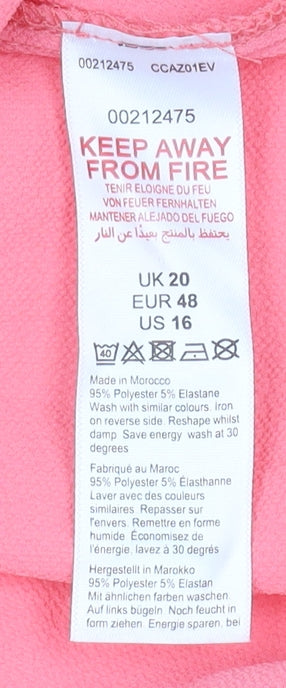 00212475 CCAZ01EV
00212475
KEEP AWAY
FROM FIRE
TENIR ELOIGNE DU FEU
VON FEUER FERNHALTEN
MANTENER ALEJADO DEL FUEGO
يحتفظ بالمنتج بعيدًا عن النار
UK 20
EUR 48
US 16
40
Made in Morocco
95% Polyester 5% Elastane
Wash with similar colours. Iron
on reverse side. Reshape whilst
damp. Save energy wash at 30
degrees
Fabriqué au Maroc
95% Polyester 5% Élasthanne
Laver avec des couleurs
similaires. Repasser sur
l'envers. Remettre en forme
humide. Économisez de
l'énergie, lavez à 30 degrés
Hergestellt in Marokko
95% Polyester 5% Elastan
Mit ähnlichen farben waschen.
Auf links bügeln. Noch feucht in
form ziehen. Energie sparen, bei